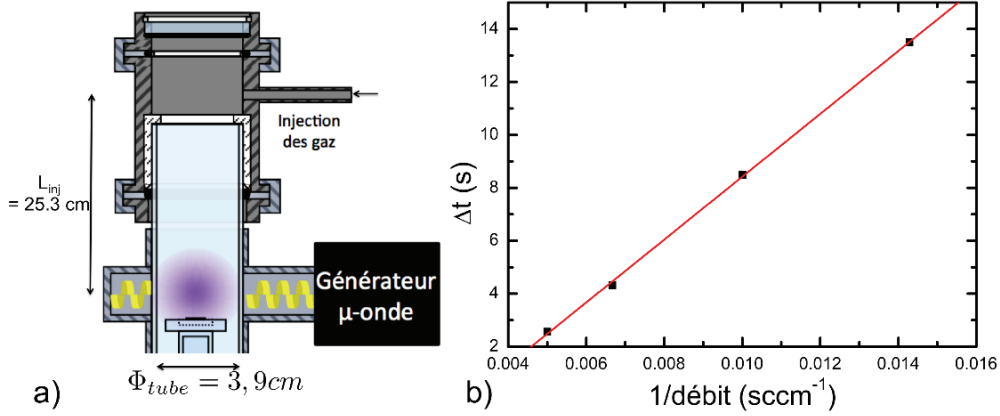 Injection
des gaz
L_inj
= 25.3 cm
Générateur
μ-onde
Φ_tube = 3, 9cm
a)
14
12
10
8
6
4
2
Δt (s)
0.004 0.006 0.008 0.010 0.012 0.014 0.016
1/débit (sccm⁻¹)
b)